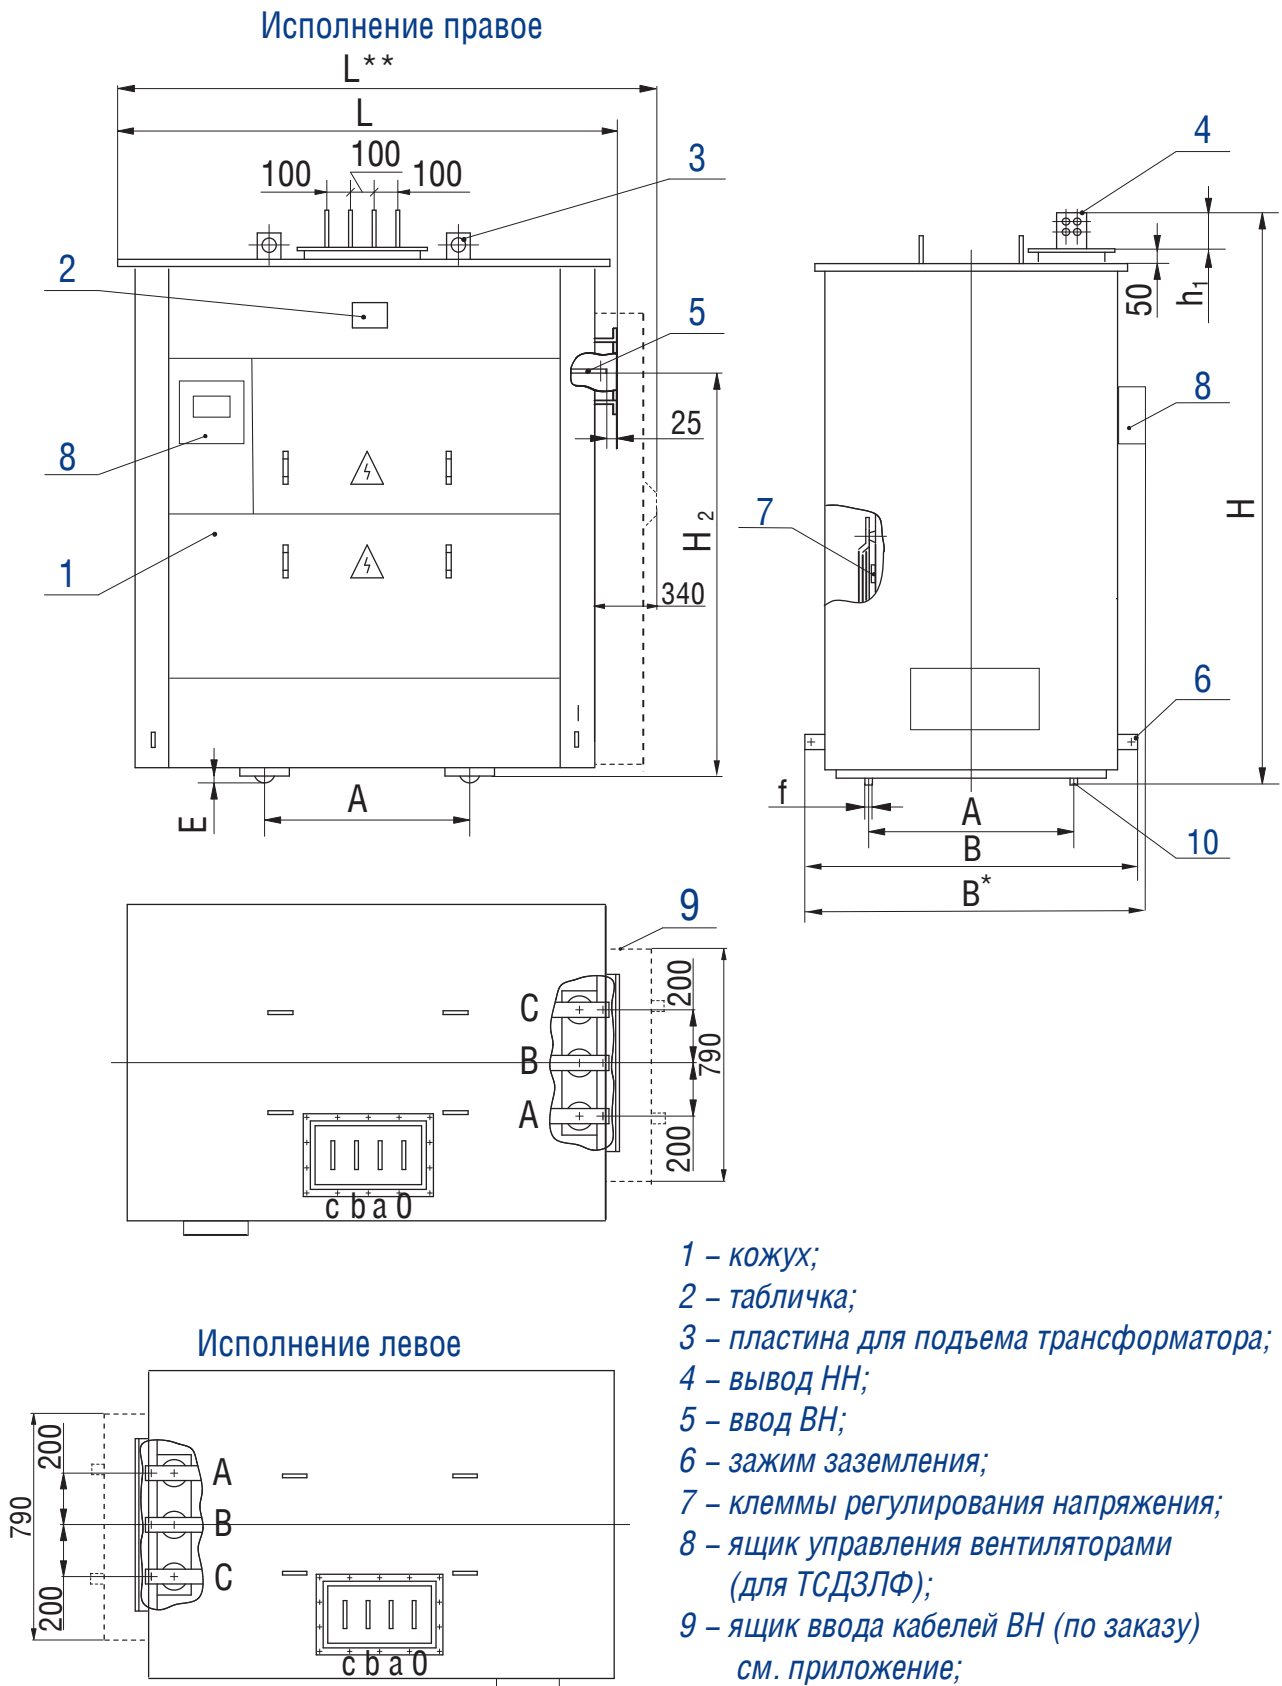 Исполнение правое
L**
L
100
100
100
3
2
5
8
25
1
H2
340
E
A
4
50
h1
8
7
H
6
f
A
10
B
B*
9
C
B
A
200
790
200
c b a 0
Исполнение левое
200
790
200
A
B
C
c b a 0
1 – кожух;
2 – табличка;
3 – пластина для подъема трансформатора;
4 – вывод НН;
5 – ввод ВН;
6 – зажим заземления;
7 – клеммы регулирования напряжения;
8 – ящик управления вентиляторами
(для ТСДЗЛФ);
9 – ящик ввода кабелей ВН (по заказу)
см. приложение;